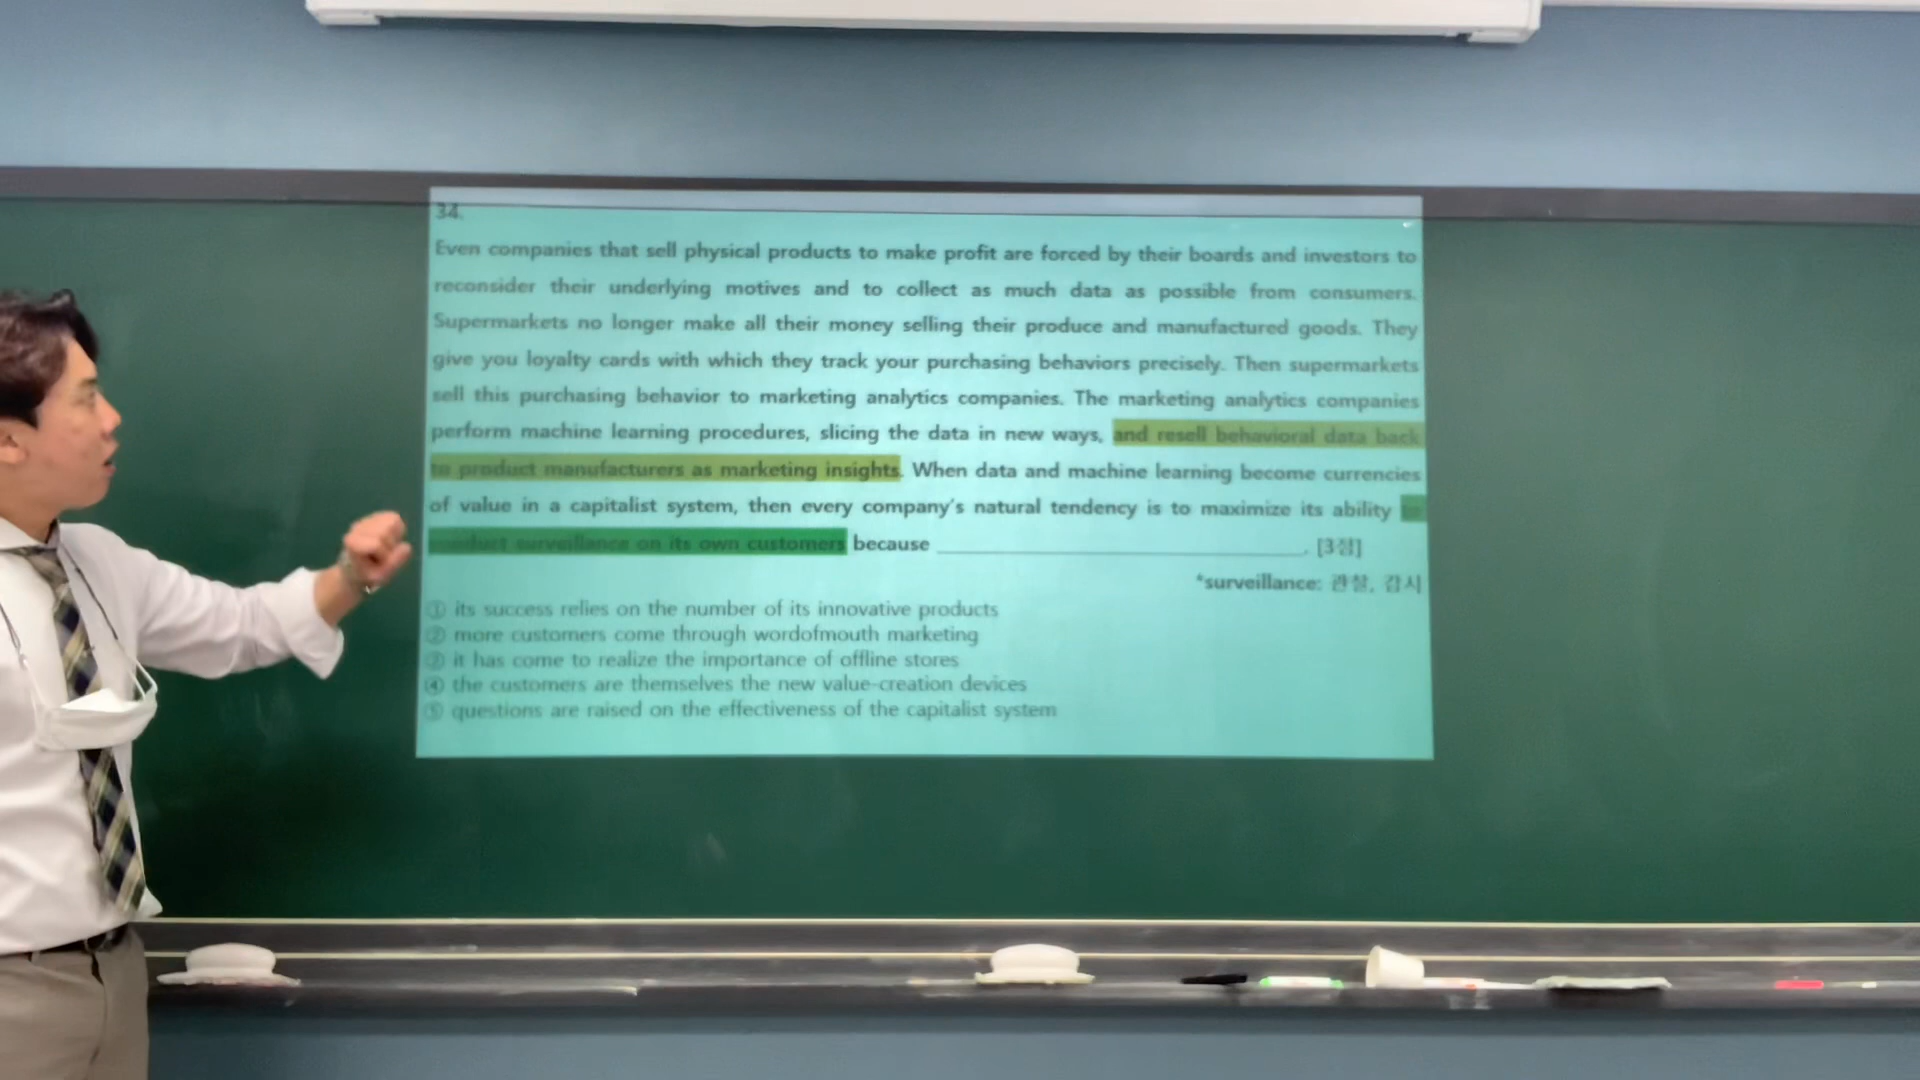 34.
Even companies that sell physical products to make profit are forced by their boards and investors to
reconsider their underlying motives and to collect as much data as possible from consumers.
Supermarkets no longer make all their money selling their produce and manufactured goods. They
give you loyalty cards with which they track your purchasing behaviors precisely. Then supermarkets
sell this purchasing behavior to marketing analytics companies. The marketing analytics companies
perform machine learning procedures, slicing the data in new ways, and resell behavioral data back
to product manufacturers as marketing insights. When data and machine learning become currencies
of value in a capitalist system, then every company's natural tendency is to maximize its ability
conduct surveillance on its own customers because ______________________. [3점]
*surveillance: 관찰, 감시
① its success relies on the number of its innovative products
② more customers come through wordofmouth marketing
③ it has come to realize the importance of offline stores
④ the customers are themselves the new value-creation devices
⑤ questions are raised on the effectiveness of the capitalist system